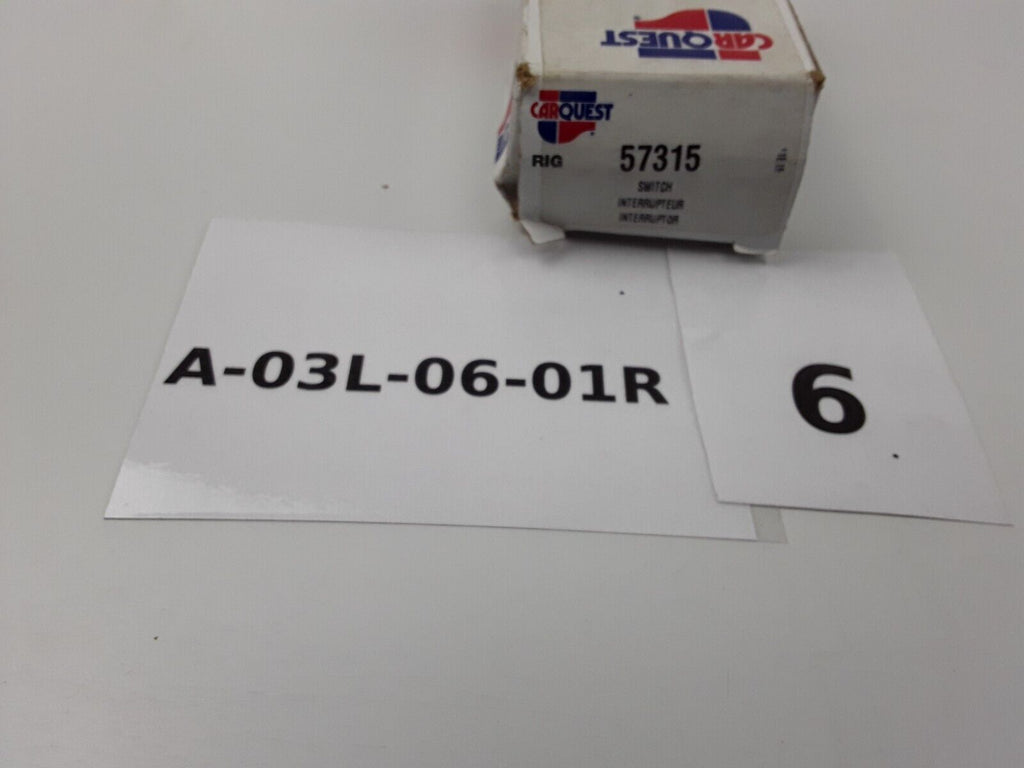 CARQUEST
CARQUEST
RIG
57315
SWITCH
INTERRUPTEUR
INTERRUPTOR
A-03L-06-01R
6